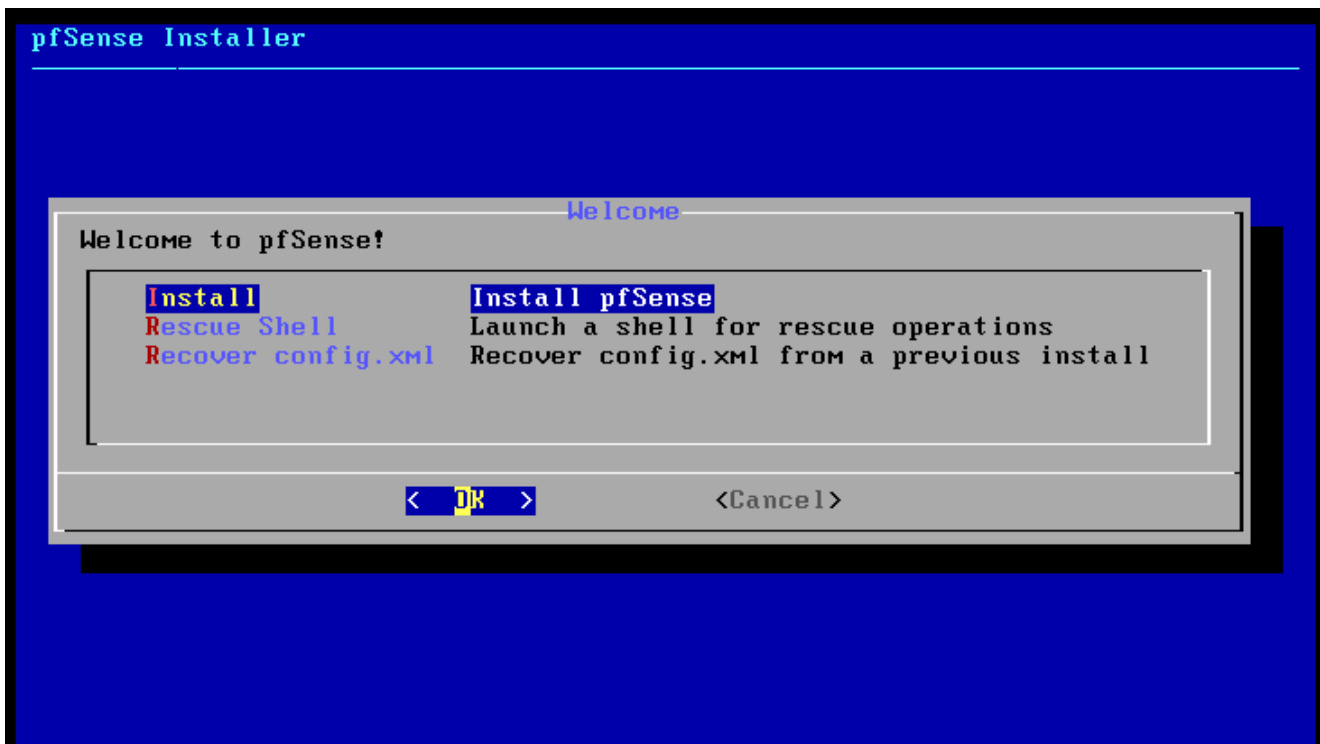 pfSense Installer
Welcome
Welcome to pfSense!
Install Install pfSense
Rescue Shell Launch a shell for rescue operations
Recover config.xml Recover config.xml from a previous install
< OK > <Cancel>